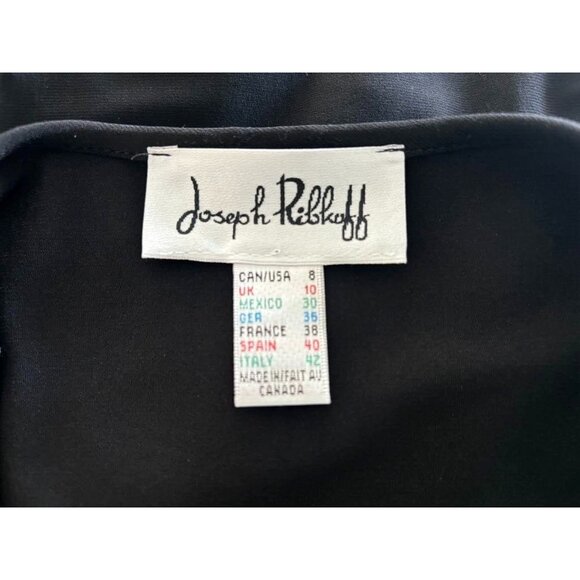 Joseph Ribkoff
CAN/USA 8
UK 10
MEXICO 30
GER 36
FRANCE 38
SPAIN 40
ITALY 42
MADE IN/FAIT AU
CANADA